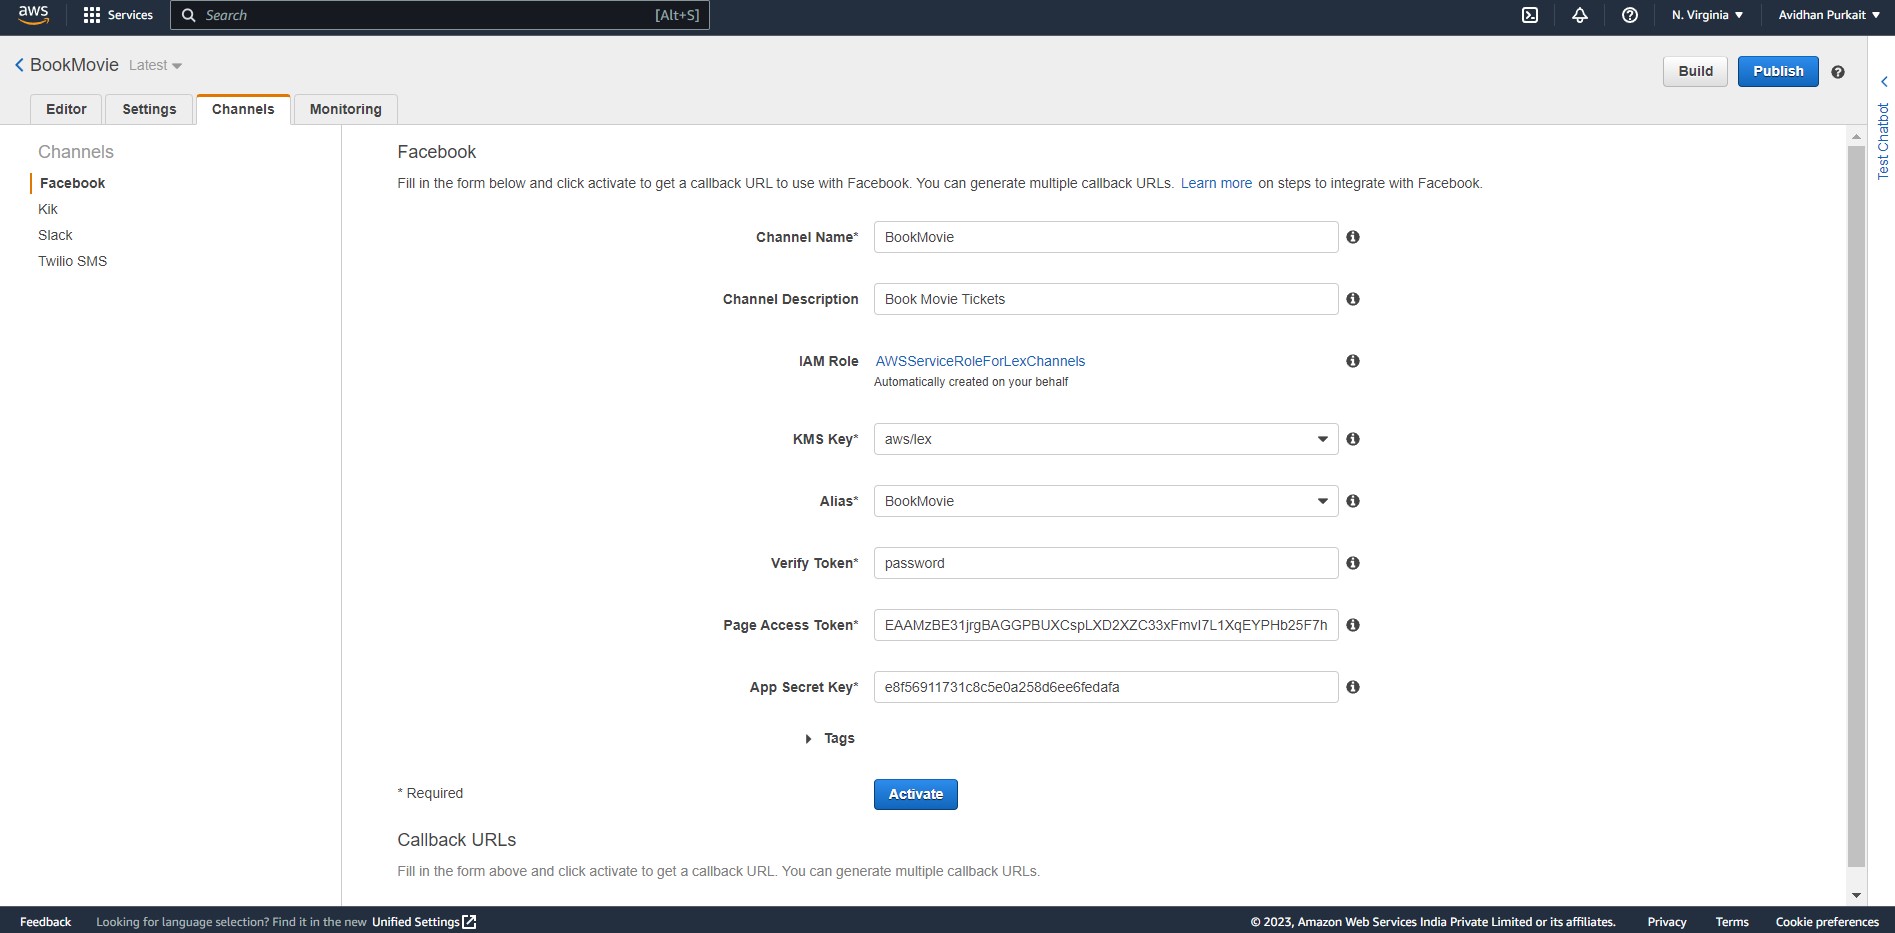 aws Services Search [Alt+S] N. Virginia Avidhan Purkait
BookMovie Latest
Build Publish
Editor Settings Channels Monitoring
Test Chatbot
Channels
Facebook
Kik
Slack
Twilio SMS
Facebook
Fill in the form below and click activate to get a callback URL to use with Facebook. You can generate multiple callback URLs. Learn more on steps to integrate with Facebook.
Channel Name* BookMovie
Channel Description Book Movie Tickets
IAM Role AWSServiceRoleForLexChannels
Automatically created on your behalf
KMS Key* aws/lex
Alias* BookMovie
Verify Token* password
Page Access Token* EAAMzBE31jrgBAGGPBUXCspLXD2XZC33xFmvI7L1XqEYPHb25F7h
App Secret Key* e8f56911731c8c5e0a258d6ee6fedafa
Tags
* Required
Activate
Callback URLs
Fill in the form above and click activate to get a callback URL. You can generate multiple callback URLs.
Feedback Looking for language selection? Find it in the new Unified Settings © 2023, Amazon Web Services India Private Limited or its affiliates. Privacy Terms Cookie preferences